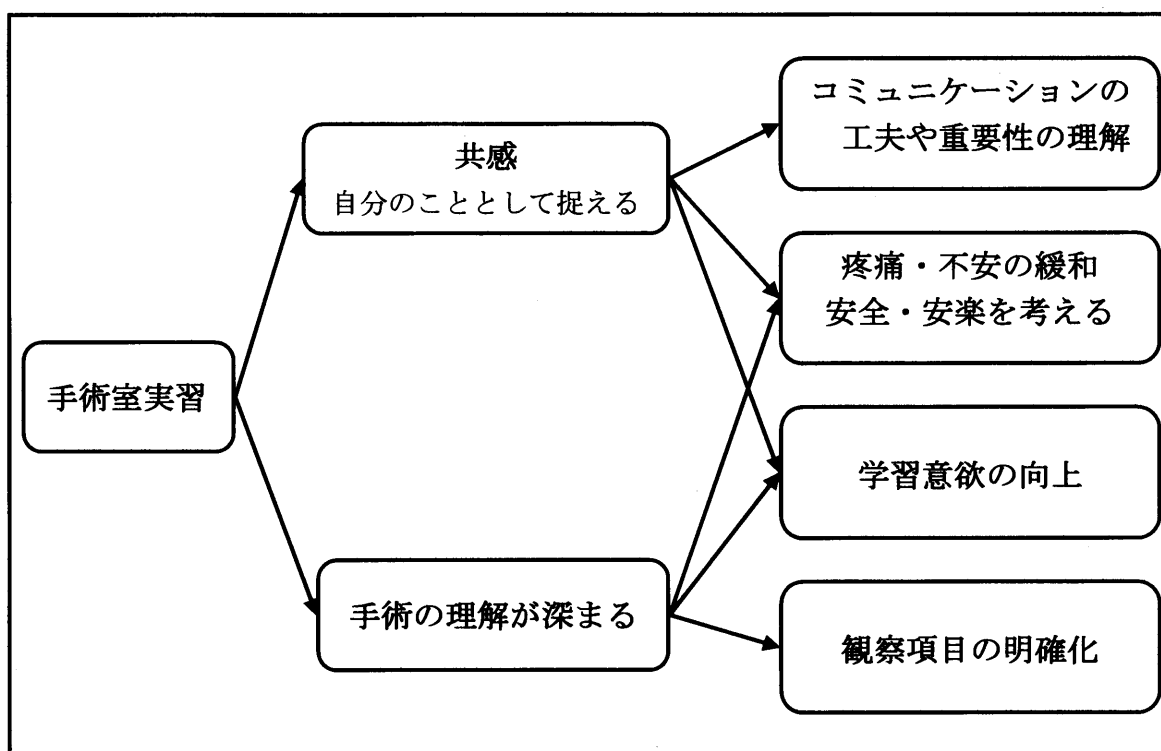 手術室実習
共感
自分のこととして捉える
手術の理解が深まる
コミュニケーションの
工夫や重要性の理解
疼痛・不安の緩和
安全・安楽を考える
学習意欲の向上
観察項目の明確化